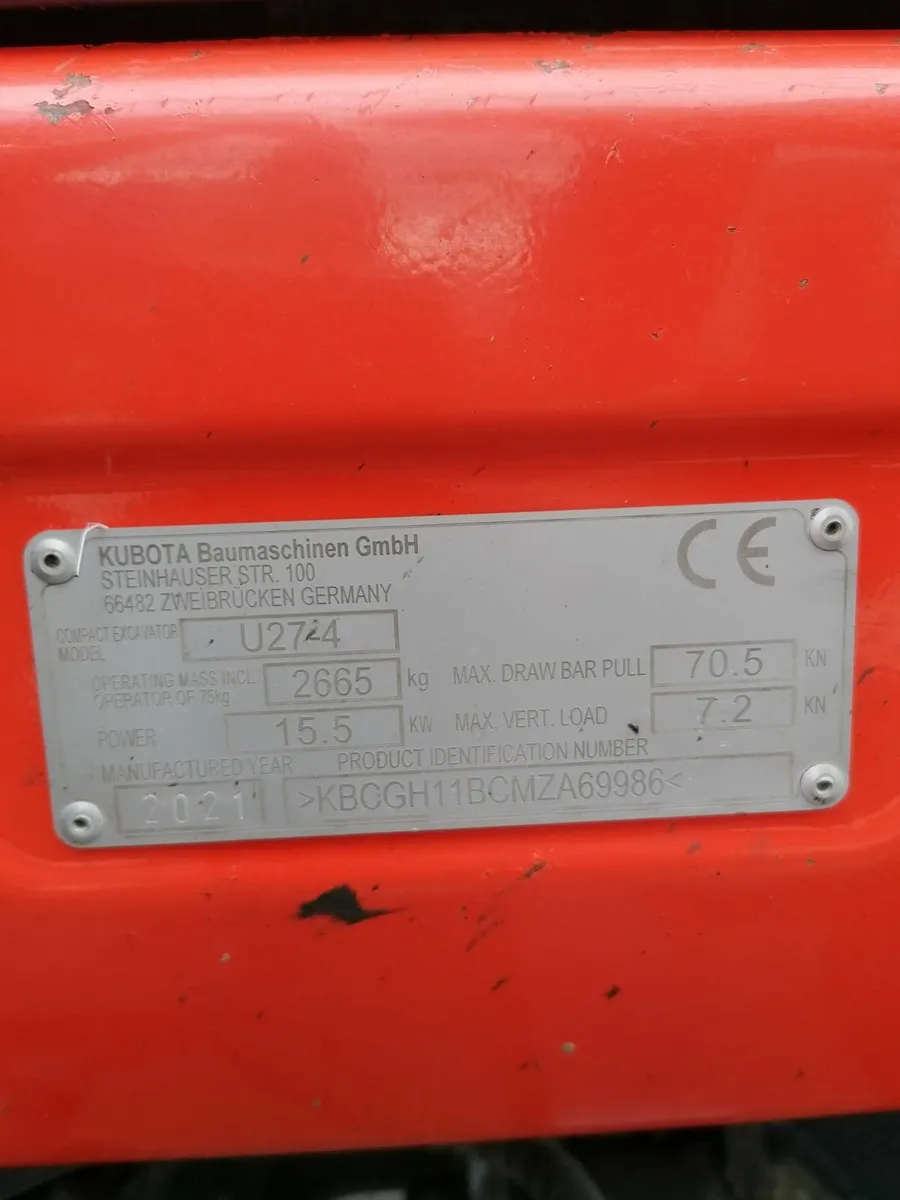 KUBOTA Baumaschinen GmbH
STEINHAUSER STR. 100
66482 ZWEIBRÜCKEN GERMANY
CE
COMPACT EXCAVATOR
MODEL
U27-4
OPERATING MASS INCL.
OPERATOR OF 75kg
2665 kg
MAX. DRAW BAR PULL 70.5 KN
POWER 15.5 KW
MAX. VERT. LOAD 7.2 KN
MANUFACTURED YEAR
2021
PRODUCT IDENTIFICATION NUMBER
>KBCGH11BCMZA69986<